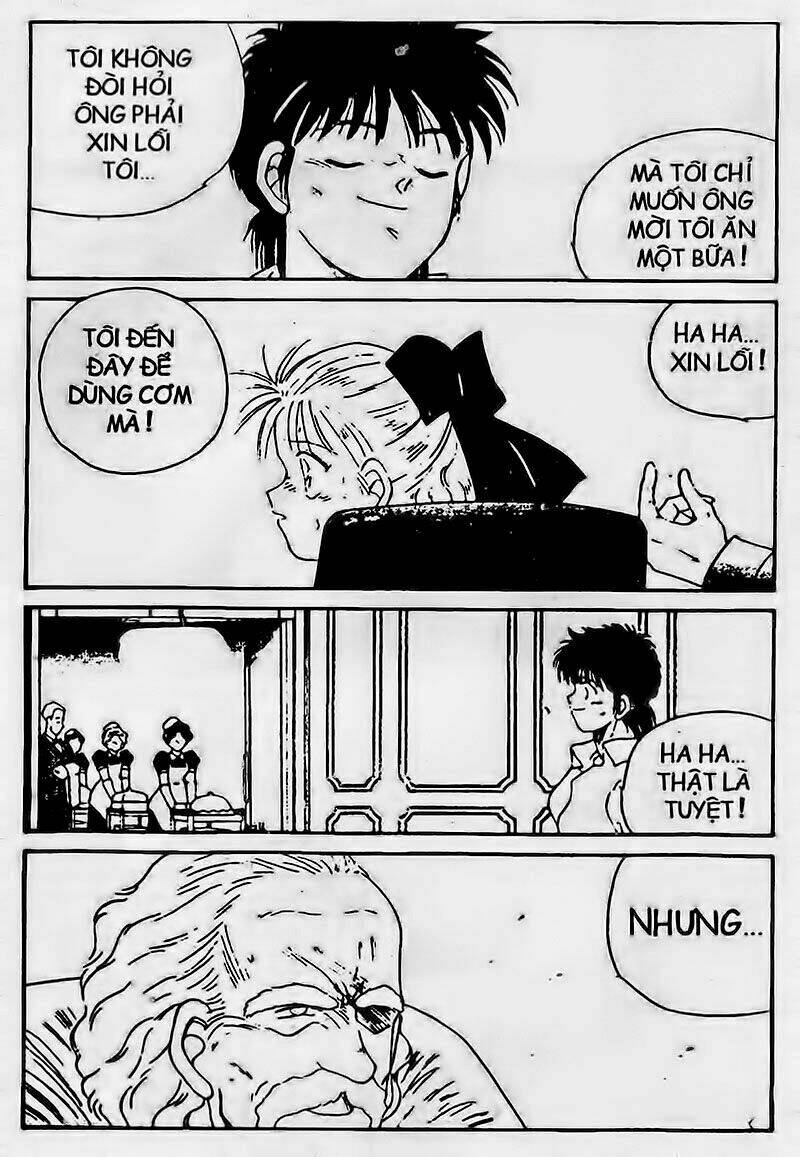 TÔI KHÔNG
ĐÒI HỎI
ÔNG PHẢI
XIN LỖI
TÔI...
MÀ TÔI CHỈ
MUỐN ÔNG
MỜI TÔI ĂN
MỘT BỮA!
TÔI ĐẾN
ĐÂY ĐỂ
DÙNG CƠM
MÀ!
HA HA...
XIN LỖI!
HA HA...
THẬT LÀ
TUYỆT!
NHƯNG...